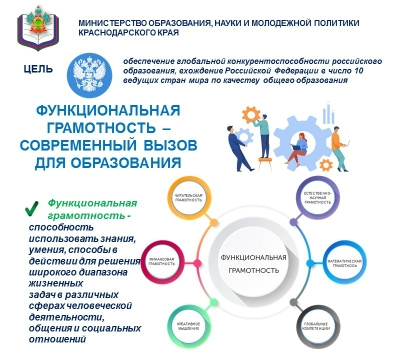 МИНИСТЕРСТВО ОБРАЗОВАНИЯ, НАУКИ И МОЛОДЕЖНОЙ ПОЛИТИКИ
КРАСНОДАРСКОГО КРАЯ
ЦЕЛЬ
обеспечение глобальной конкурентоспособности российского
образования, вхождение Российской Федерации в число 10
ведущих стран мира по качеству общего образования
ФУНКЦИОНАЛЬНАЯ
ГРАМОТНОСТЬ –
СОВРЕМЕННЫЙ ВЫЗОВ
ДЛЯ ОБРАЗОВАНИЯ
Функциональная
грамотность -
способность
использовать знания,
умения, способы в
действии для решения
широкого диапазона
жизненных
задач в различных
сферах человеческой
деятельности,
общения и социальных
отношений
ЧИТАТЕЛЬСКАЯ
ГРАМОТНОСТЬ
ЕСТЕСТВЕННО-
НАУЧНАЯ
ГРАМОТНОСТЬ
ФИНАНСОВАЯ
ГРАМОТНОСТЬ
ФУНКЦИОНАЛЬНАЯ
ГРАМОТНОСТЬ
МАТЕМАТИЧЕСКАЯ
ГРАМОТНОСТЬ
КРЕАТИВНОЕ
МЫШЛЕНИЕ
ГЛОБАЛЬНЫЕ
КОМПЕТЕНЦИИ